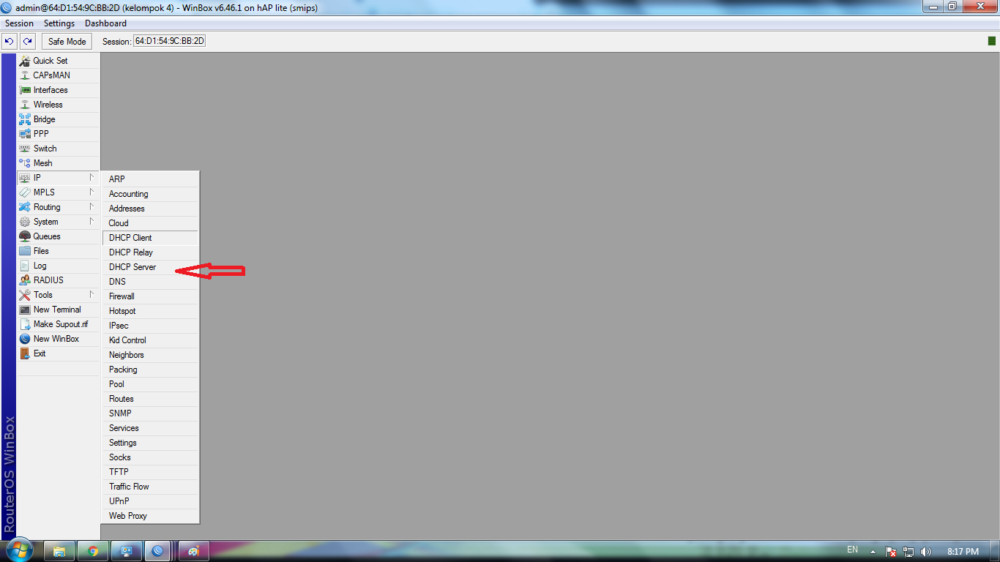 admin@64:D1:54:9C:BB:2D (kelompok 4) - WinBox v6.46.1 on hAP lite (smips)
Session Settings Dashboard
Safe Mode Session: 64:D1:54:9C:BB:2D
Quick Set
CAPsMAN
Interfaces
Wireless
Bridge
PPP
Switch
Mesh
IP
MPLS
Routing
System
Queues
Files
Log
RADIUS
Tools
New Terminal
Make Supout.rif
New WinBox
Exit
ARP
Accounting
Addresses
Cloud
DHCP Client
DHCP Relay
DHCP Server
DNS
Firewall
Hotspot
IPsec
Kid Control
Neighbors
Packing
Pool
Routes
SNMP
Services
Settings
Socks
TFTP
Traffic Flow
UPnP
Web Proxy
RouterOS WinBox
EN
8:17 PM